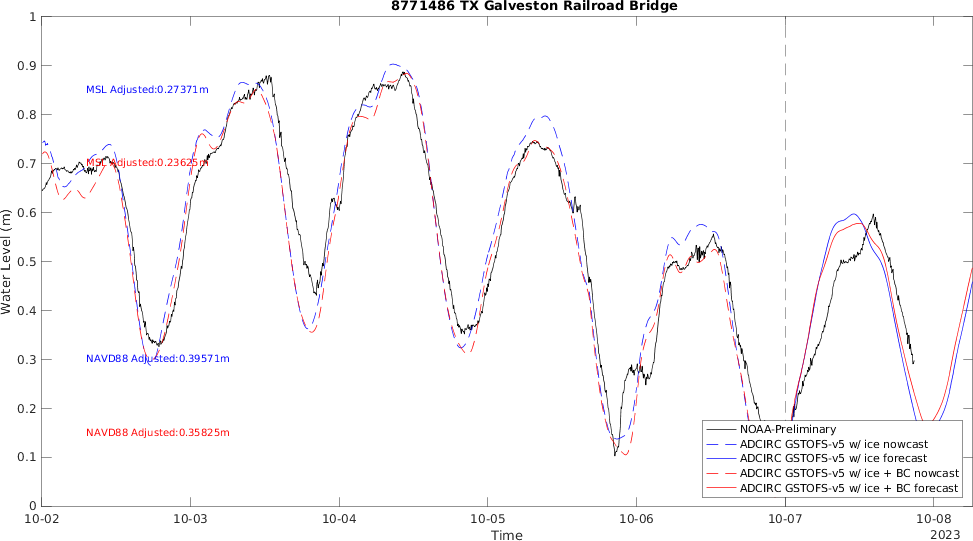 8771486 TX Galveston Railroad Bridge
1
0.9
0.8
0.7
0.6
0.5
0.4
0.3
0.2
0.1
0
Water Level (m)
MSL Adjusted:0.27371m
MSL Adjusted:0.23625m
NAVD88 Adjusted:0.39571m
NAVD88 Adjusted:0.35825m
NOAA-Preliminary
ADCIRC GSTOFS-v5 w/ ice nowcast
ADCIRC GSTOFS-v5 w/ ice forecast
ADCIRC GSTOFS-v5 w/ ice + BC nowcast
ADCIRC GSTOFS-v5 w/ ice + BC forecast
10-02 10-03 10-04 10-05 10-06 10-07 10-08
Time
2023